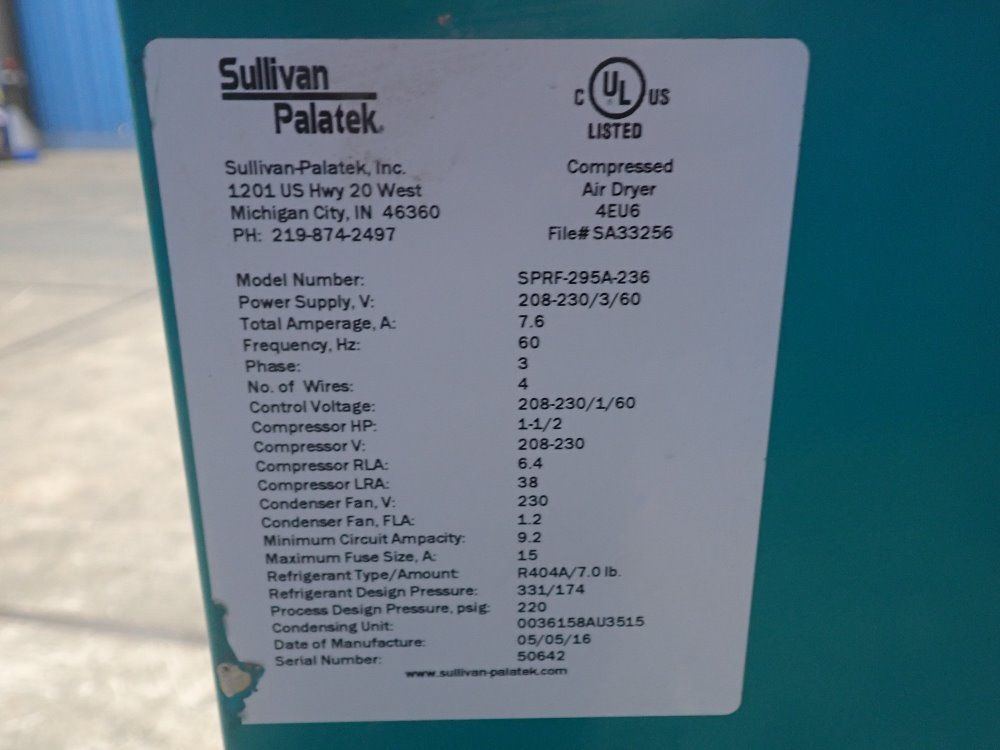 Sullivan
Palatek
C UL US
LISTED
Sullivan-Palatek, Inc.
1201 US Hwy 20 West
Michigan City, IN 46360
PH: 219-874-2497
Compressed
Air Dryer
4EU6
File# SA33256
Model Number: SPRF-295A-236
Power Supply, V: 208-230/3/60
Total Amperage, A: 7.6
Frequency, Hz: 60
Phase: 3
No. of Wires: 4
Control Voltage: 208-230/1/60
Compressor HP: 1-1/2
Compressor V: 208-230
Compressor RLA: 6.4
Compressor LRA: 38
Condenser Fan, V: 230
Condenser Fan, FLA: 1.2
Minimum Circuit Ampacity: 9.2
Maximum Fuse Size, A: 15
Refrigerant Type/Amount: R404A/7.0 lb.
Refrigerant Design Pressure: 331/174
Process Design Pressure, psig: 220
Condensing Unit: 0036158AU3515
Date of Manufacture: 05/05/16
Serial Number: 50642
www.sullivan-palatek.com